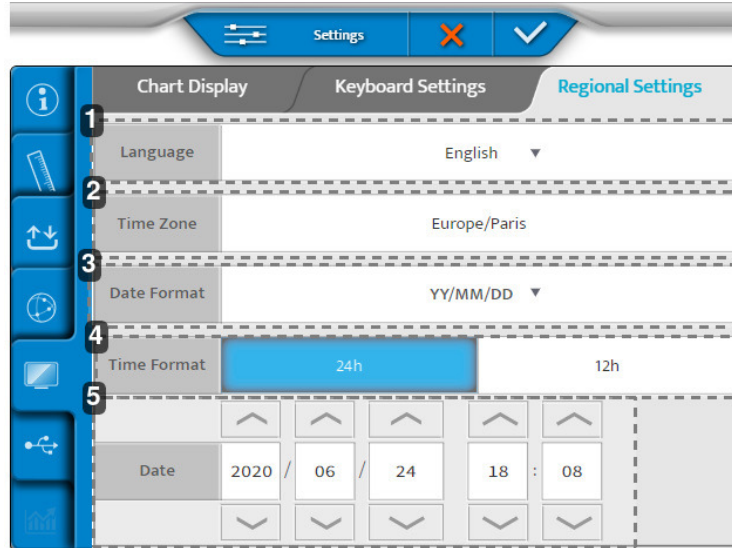 Settings
Chart Display Keyboard Settings Regional Settings
1
Language English ▼
2
Time Zone Europe/Paris
3
Date Format YY/MM/DD ▼
4
Time Format 24h 12h
5
Date 2020 / 06 / 24 18 : 08